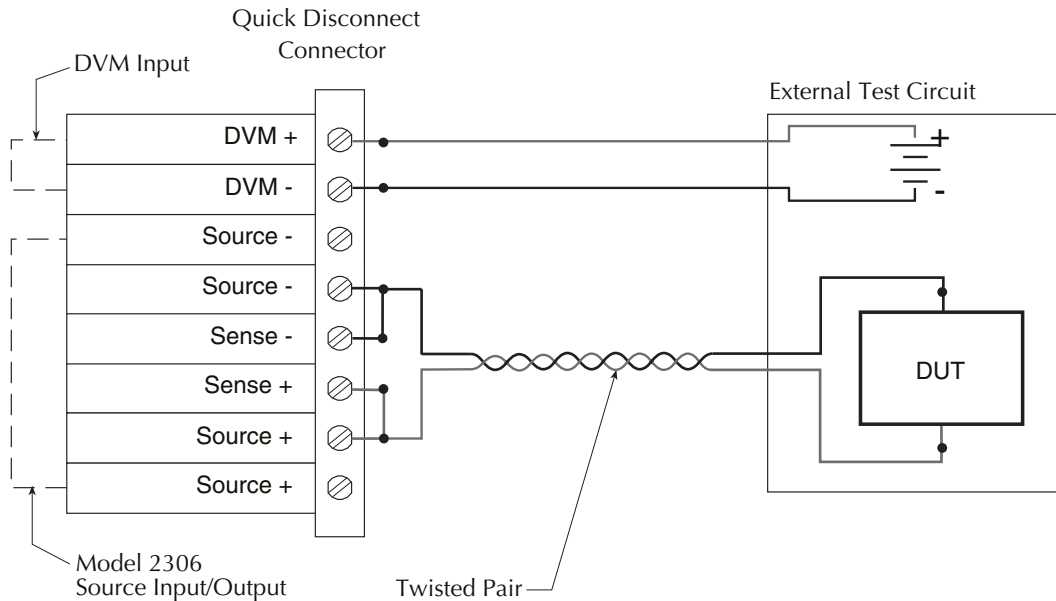 Quick Disconnect
Connector
DVM Input
External Test Circuit
DVM +
DVM -
Source -
Source -
Sense -
Sense +
Source +
Source +
+
-
DUT
Model 2306
Source Input/Output
Twisted Pair